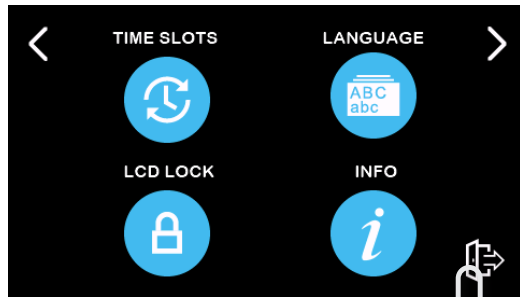 TIME SLOTS
LANGUAGE
ABC
abc
LCD LOCK
INFO
i